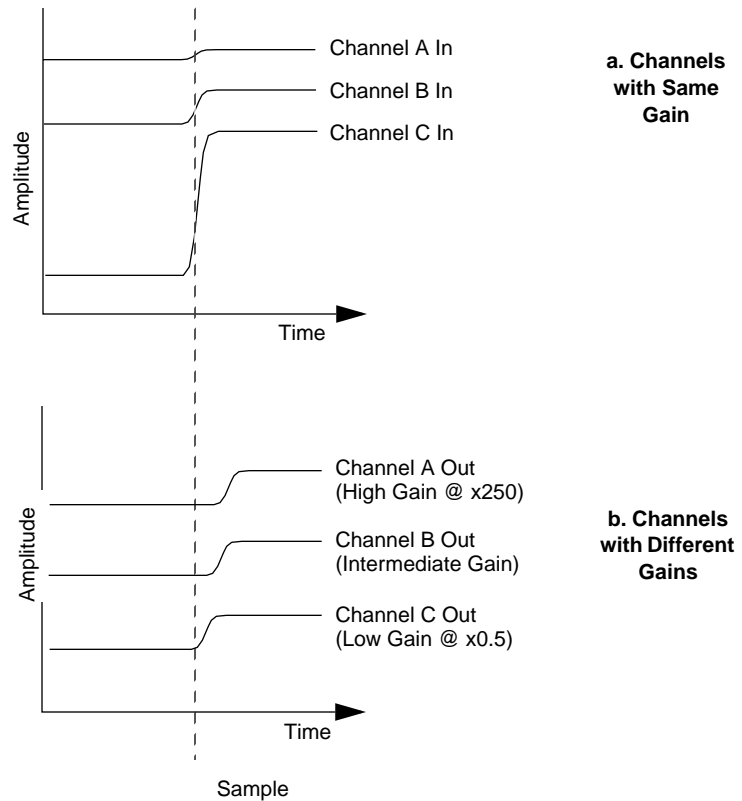 Channel A In
Channel B In
Channel C In
a. Channels
with Same
Gain
Amplitude
Time
Channel A Out
(High Gain @ x250)
Channel B Out
(Intermediate Gain)
Channel C Out
(Low Gain @ x0.5)
b. Channels
with Different
Gains
Amplitude
Time
Sample